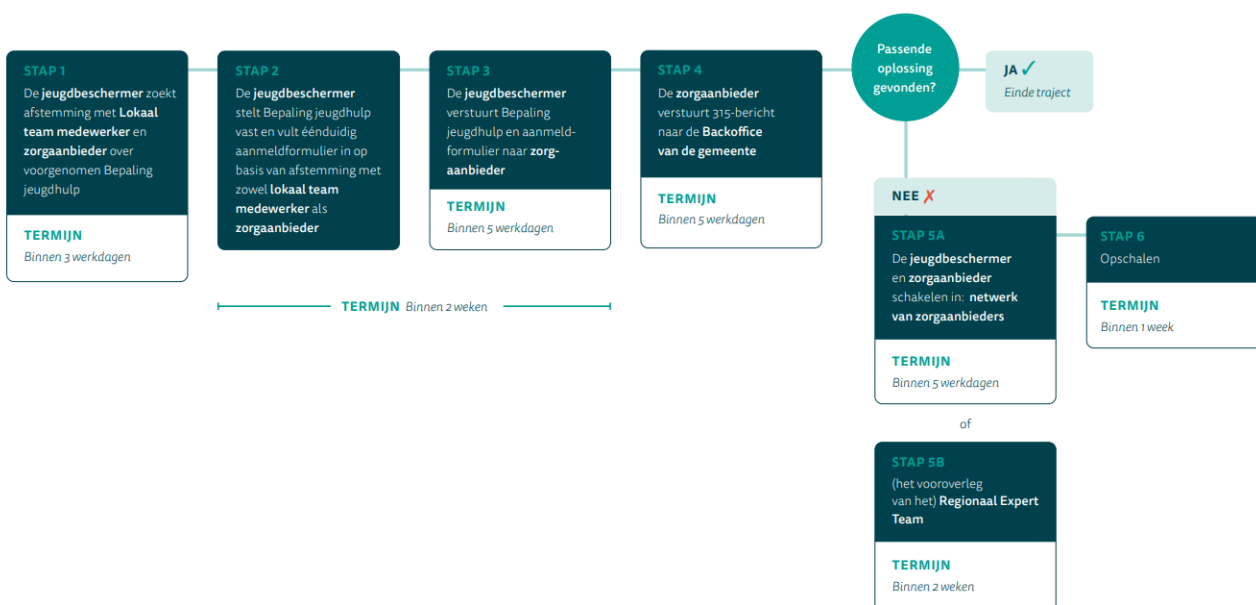 STAP 1
De jeugdbeschermer zoekt
afstemming met Lokaal
team medewerker en
zorgaanbieder over
voorgenomen Bepaling
jeugdhulp
TERMIJN
Binnen 3 werkdagen
STAP 2
De jeugdbeschermer
stelt Bepaling jeugdhulp
vast en vult éénduidig
aanmeldformulier in op
basis van afstemming met
zowel lokaal team
medewerker als
zorgaanbieder
STAP 3
De jeugdbeschermer
verstuurt Bepaling
jeugdhulp en aanmeld-
formulier naar zorg-
aanbieder
TERMIJN
Binnen 5 werkdagen
TERMIJN Binnen 2 weken
STAP 4
De zorgaanbieder
verstuurt 315-bericht
naar de Backoffice
van de gemeente
TERMIJN
Binnen 5 werkdagen
Passende
oplossing
gevonden?
JA ✓
Einde traject
NEE ✗
STAP 5A
De jeugdbeschermer
en zorgaanbieder
schakelen in: netwerk
van zorgaanbieders
TERMIJN
Binnen 5 werkdagen
of
STAP 5B
(het vooroverleg
van het) Regionaal Expert
Team
TERMIJN
Binnen 2 weken
STAP 6
Opschalen
TERMIJN
Binnen 1 week